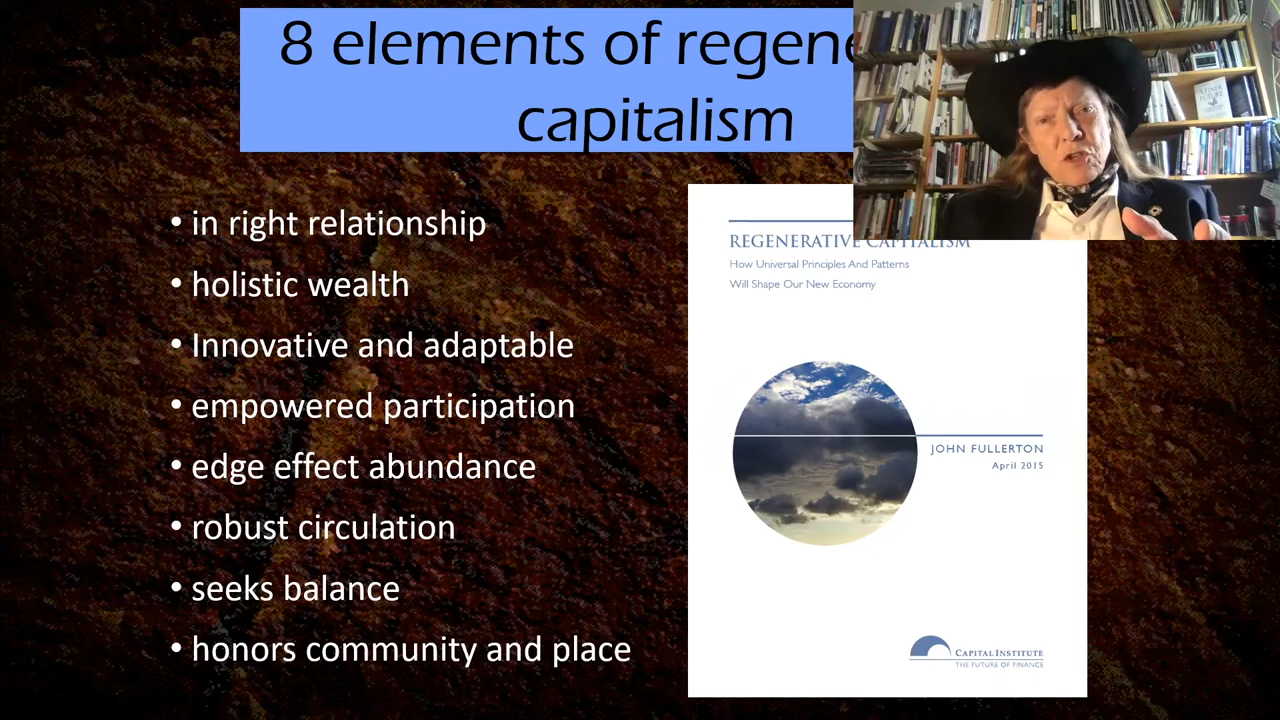 8 elements of regene
capitalism
• in right relationship
• holistic wealth
• Innovative and adaptable
• empowered participation
• edge effect abundance
• robust circulation
• seeks balance
• honors community and place
REGENERATIVE CAPITALISM
How Universal Principles And Patterns
Will Shape Our New Economy
JOHN FULLERTON
April 2015
CAPITAL INSTITUTE
THE FUTURE OF FINANCE
A FINER
FUTURE